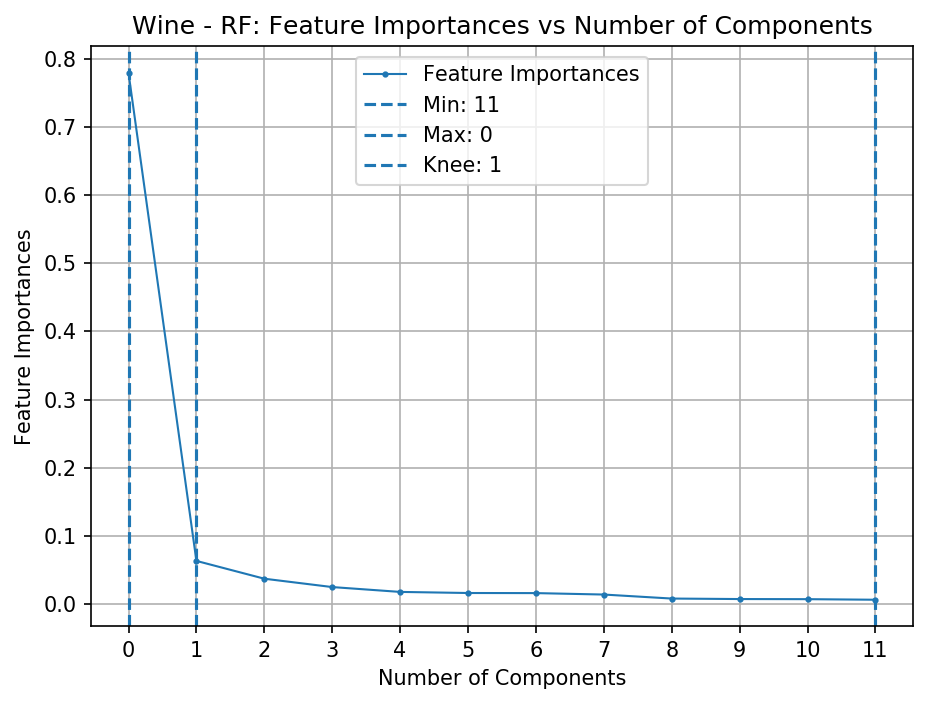 Wine - RF: Feature Importances vs Number of Components
0.8
0.7
0.6
0.5
0.4
0.3
0.2
0.1
0.0
Feature Importances
Feature Importances
Min: 11
Max: 0
Knee: 1
0 1 2 3 4 5 6 7 8 9 10 11
Number of Components